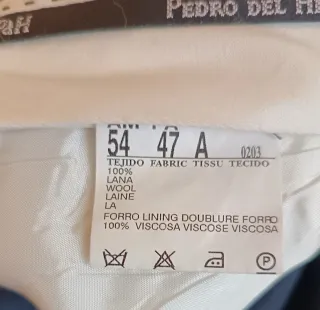 PEDRO DEL HE
54 47 A 0203
TEJIDO FABRIC TISSU TECIDO
100%
LANA
WOOL
LAINE
LA
FORRO LINING DOUBLURE FORRO
100% VISCOSA VISCOSE VISCOSA
P